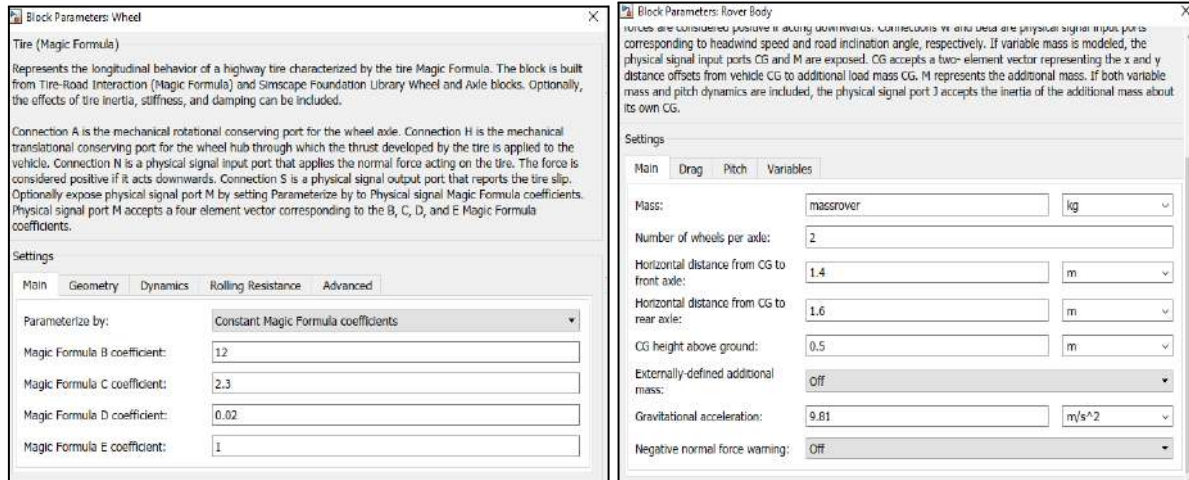 Block Parameters: Wheel
Tire (Magic Formula)
Represents the longitudinal behavior of a highway tire characterized by the tire Magic Formula. The block is built
from Tire-Road Interaction (Magic Formula) and Simscape Foundation Library Wheel and Axle blocks. Optionally,
the effects of tire inertia, stiffness, and damping can be included.
Connection A is the mechanical rotational conserving port for the wheel axle. Connection H is the mechanical
translational conserving port for the wheel hub through which the thrust developed by the tire is applied to the
vehicle. Connection N is a physical signal input port that applies the normal force acting on the tire. The force is
considered positive if it acts downwards. Connection S is a physical signal output port that reports the tire slip.
Optionally expose physical signal port M by setting Parameterize by to Physical signal Magic Formula coefficients.
Physical signal port M accepts a four element vector corresponding to the B, C, D, and E Magic Formula
coefficients.
Settings
Main Geometry Dynamics Rolling Resistance Advanced
Parameterize by: Constant Magic Formula coefficients
Magic Formula B coefficient: 12
Magic Formula C coefficient: 2.3
Magic Formula D coefficient: 0.02
Magic Formula E coefficient: 1
Block Parameters: Rover Body
forces are considered positive if acting downwards. Connections W and beta are physical signal input ports
corresponding to headwind speed and road inclination angle, respectively. If variable mass is modeled, the
physical signal input ports CG and M are exposed. CG accepts a two- element vector representing the x and y
distance offsets from vehicle CG to additional load mass CG. M represents the additional mass. If both variable
mass and pitch dynamics are included, the physical signal port J accepts the inertia of the additional mass about
its own CG.
Settings
Main Drag Pitch Variables
Mass: massrover kg
Number of wheels per axle: 2
Horizontal distance from CG to
front axle: 1.4 m
Horizontal distance from CG to
rear axle: 1.6 m
CG height above ground: 0.5 m
Externally-defined additional
mass: Off
Gravitational acceleration: 9.81 m/s^2
Negative normal force warning: Off